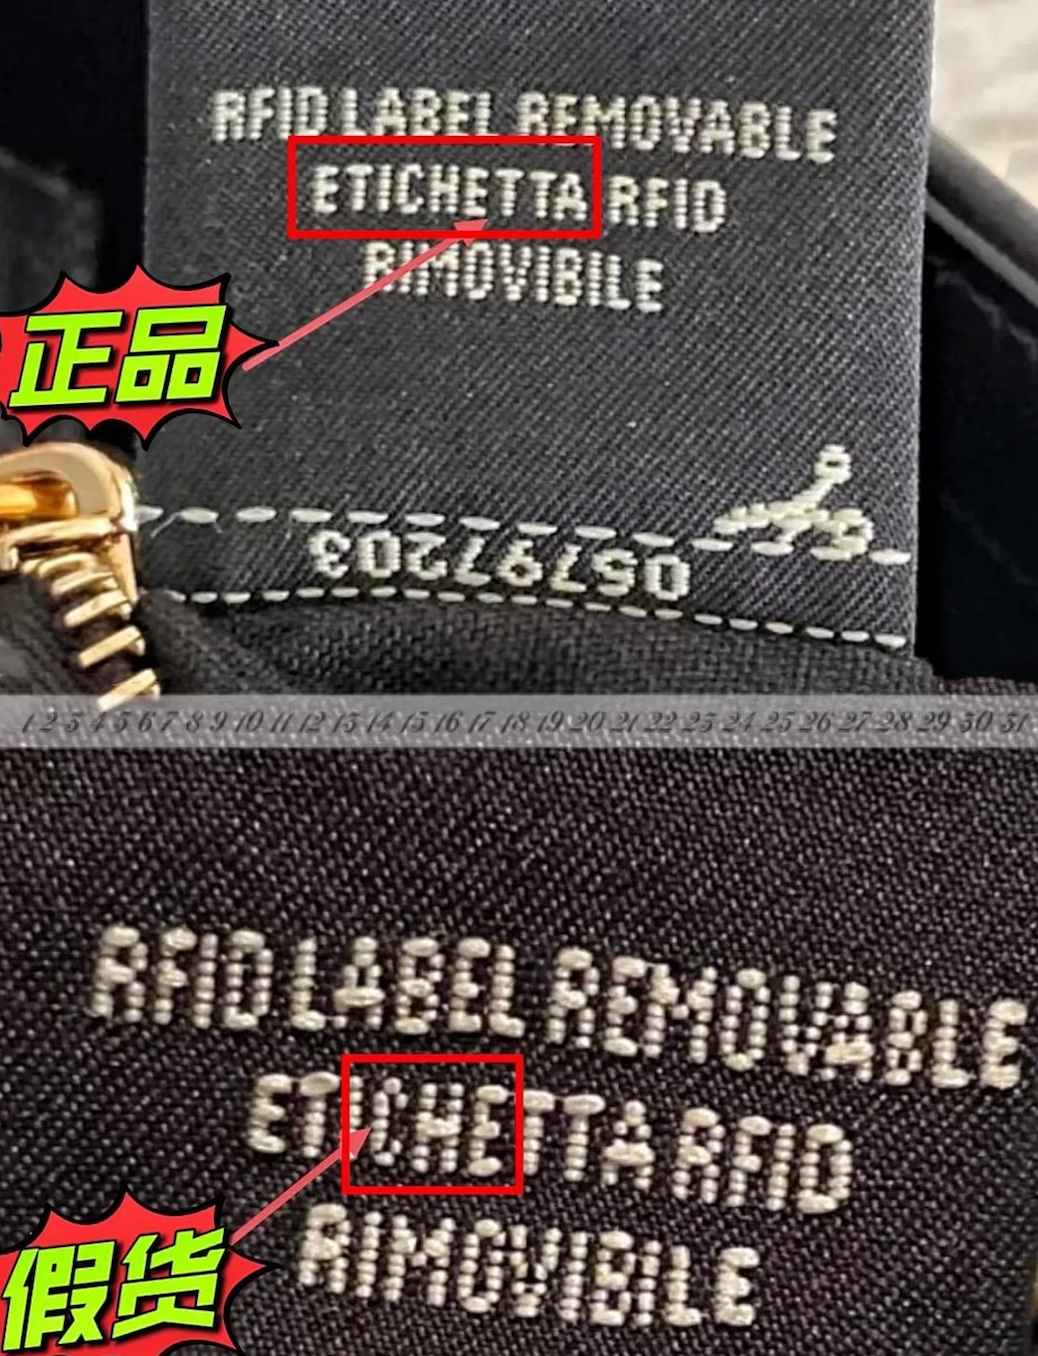 RFID LABEL REMOVABLE
ETICHETTA RFID
RIMOVIBILE
正品
05797203
1 2 3 4 5 6 7 8 9 10 11 12 13 14 15 16 17 18 19 20 21 22 23 24 25 26 27 28 29 30 31
RFID LABEL REMOVABLE
ETICHETTA RFID
RIMOVIBILE
假货